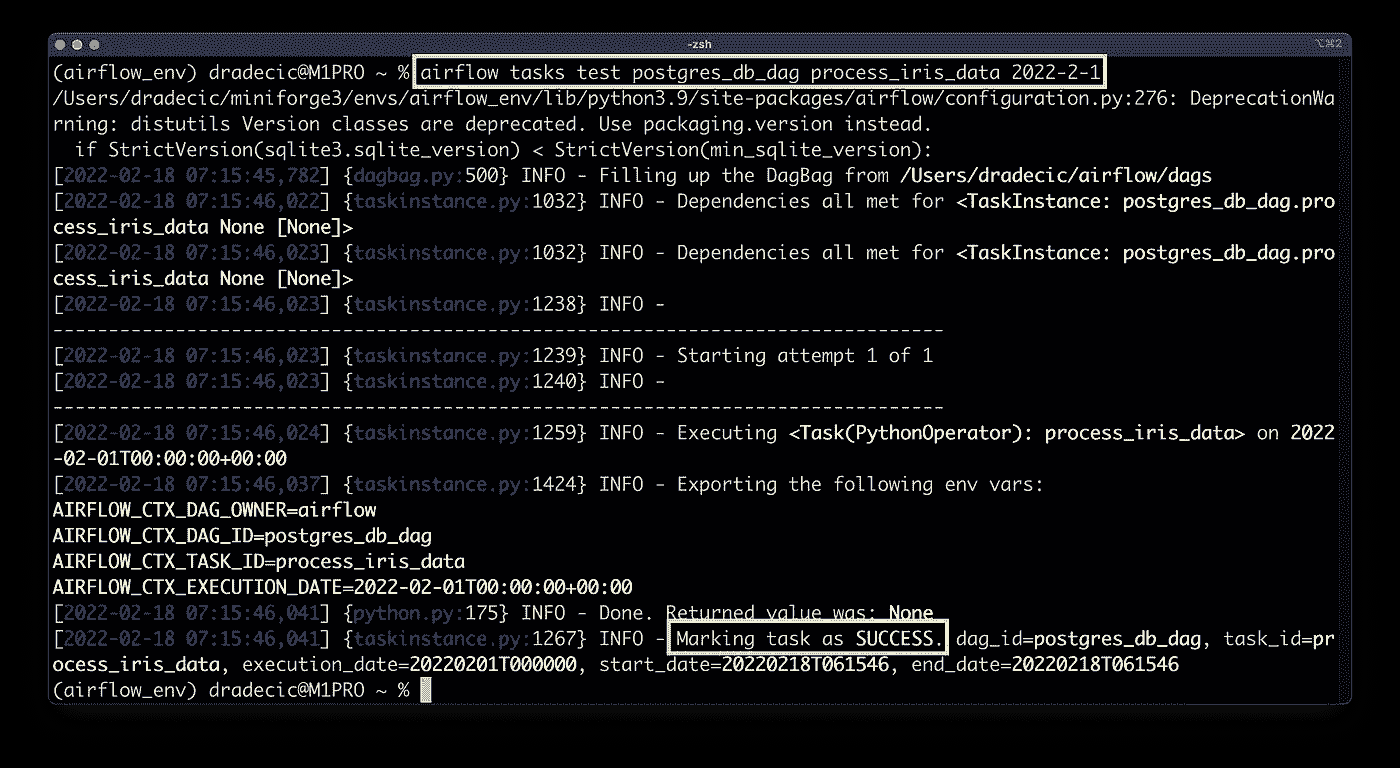 -zsh
⌥⌘2
(airflow_env) dradecic@M1PRO ~ % airflow tasks test postgres_db_dag process_iris_data 2022-2-1
/Users/dradecic/miniforge3/envs/airflow_env/lib/python3.9/site-packages/airflow/configuration.py:276: DeprecationWa
rning: distutils Version classes are deprecated. Use packaging.version instead.
  if StrictVersion(sqlite3.sqlite_version) < StrictVersion(min_sqlite_version):
[2022-02-18 07:15:45,782] {dagbag.py:500} INFO - Filling up the DagBag from /Users/dradecic/airflow/dags
[2022-02-18 07:15:46,022] {taskinstance.py:1032} INFO - Dependencies all met for <TaskInstance: postgres_db_dag.pro
cess_iris_data None [None]>
[2022-02-18 07:15:46,023] {taskinstance.py:1032} INFO - Dependencies all met for <TaskInstance: postgres_db_dag.pro
cess_iris_data None [None]>
[2022-02-18 07:15:46,023] {taskinstance.py:1238} INFO -
--------------------------------------------------------------------------------
[2022-02-18 07:15:46,023] {taskinstance.py:1239} INFO - Starting attempt 1 of 1
[2022-02-18 07:15:46,023] {taskinstance.py:1240} INFO -
--------------------------------------------------------------------------------
[2022-02-18 07:15:46,024] {taskinstance.py:1259} INFO - Executing <Task(PythonOperator): process_iris_data> on 2022
-02-01T00:00:00+00:00
[2022-02-18 07:15:46,037] {taskinstance.py:1424} INFO - Exporting the following env vars:
AIRFLOW_CTX_DAG_OWNER=airflow
AIRFLOW_CTX_DAG_ID=postgres_db_dag
AIRFLOW_CTX_TASK_ID=process_iris_data
AIRFLOW_CTX_EXECUTION_DATE=2022-02-01T00:00:00+00:00
[2022-02-18 07:15:46,041] {python.py:175} INFO - Done. Returned value was: None
[2022-02-18 07:15:46,041] {taskinstance.py:1267} INFO - Marking task as SUCCESS. dag_id=postgres_db_dag, task_id=pr
ocess_iris_data, execution_date=20220201T000000, start_date=20220218T061546, end_date=20220218T061546
(airflow_env) dradecic@M1PRO ~ %